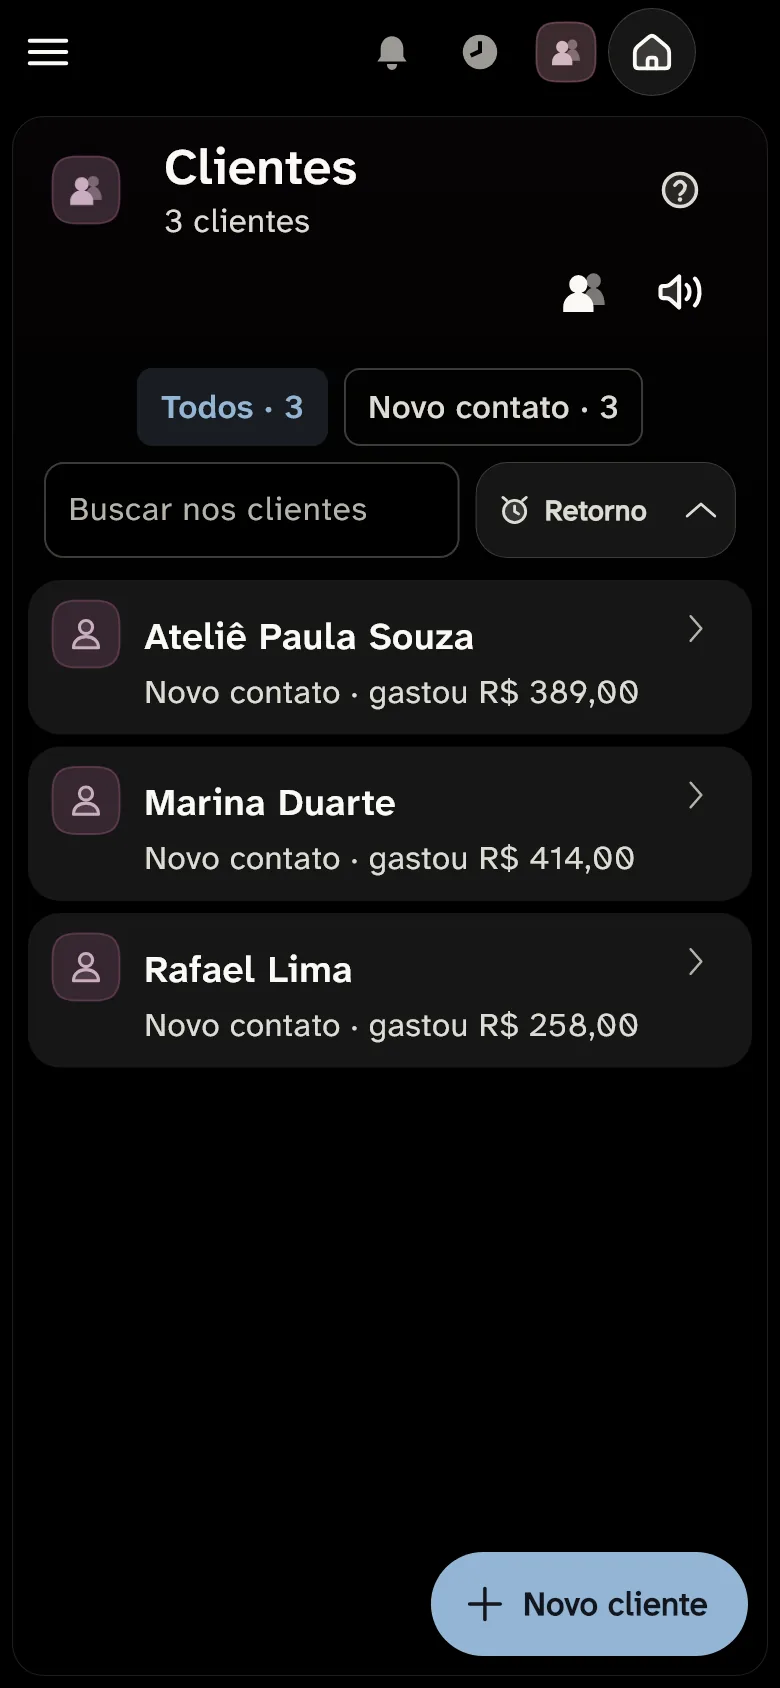 Clientes
3 clientes
Todos · 3
Novo contato · 3
Buscar nos clientes
Retorno
Ateliê Paula Souza
Novo contato · gastou R$ 389,00
Marina Duarte
Novo contato · gastou R$ 414,00
Rafael Lima
Novo contato · gastou R$ 258,00
Novo cliente